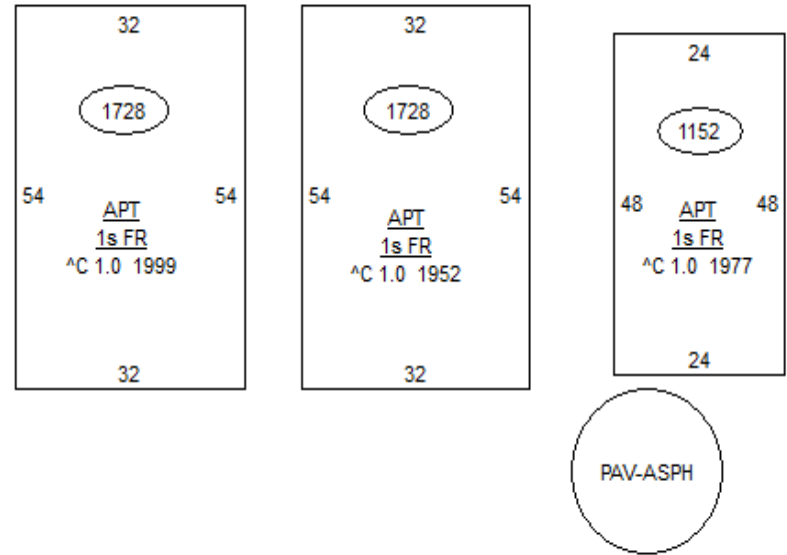 32
1728
54
54
APT
1s FR
^C 1.0 1999
32
32
1728
54
54
APT
1s FR
^C 1.0 1952
32
24
1152
48
48
APT
1s FR
^C 1.0 1977
24
PAV-ASPH